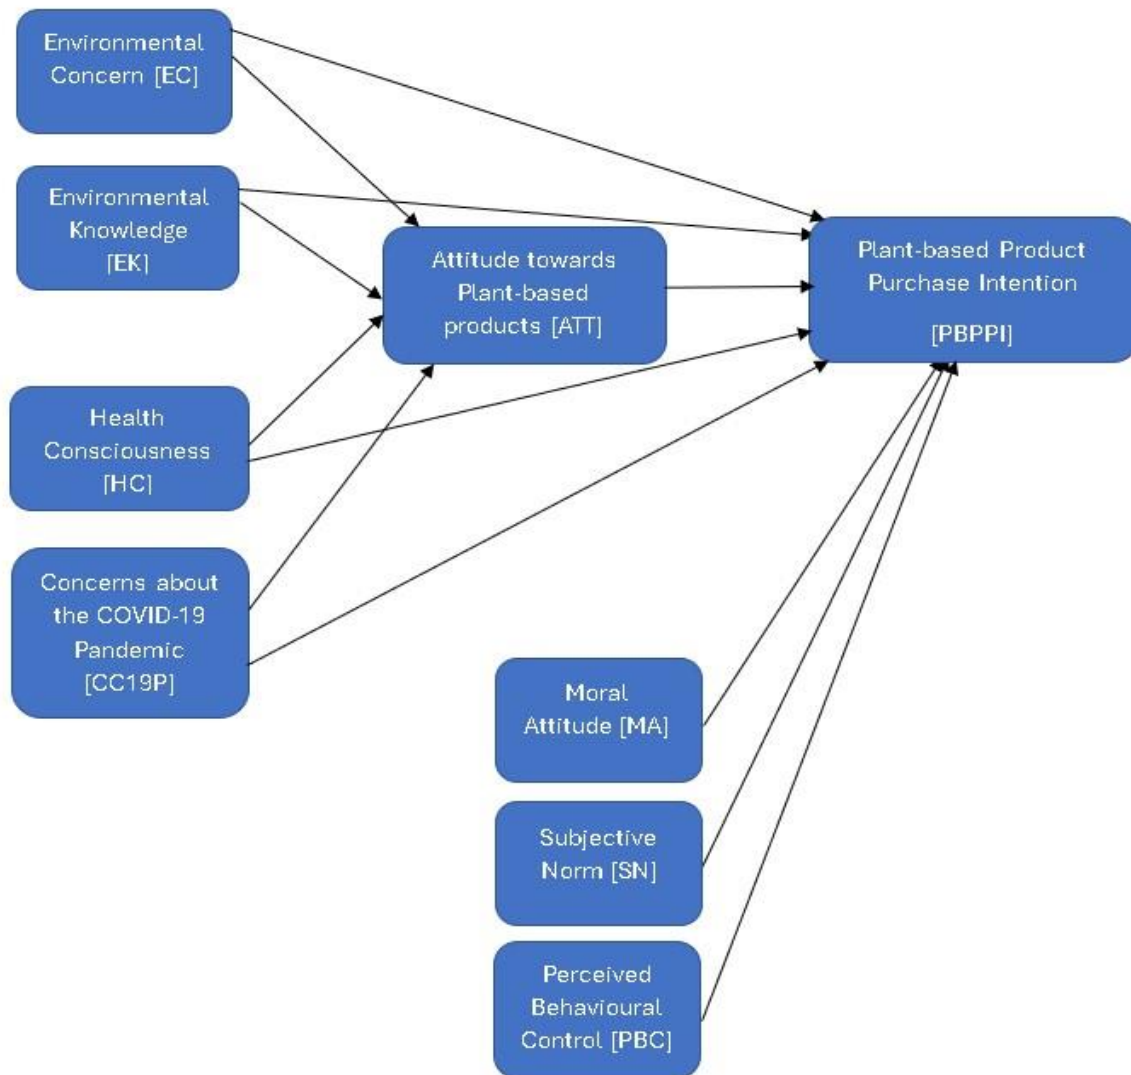 Environmental
Concern [EC]
Environmental
Knowledge
[EK]
Attitude towards
Plant-based
products [ATT]
Plant-based Product
Purchase Intention
[PBPPI]
Health
Consciousness
[HC]
Concerns about
the COVID-19
Pandemic
[CC19P]
Moral
Attitude [MA]
Subjective
Norm [SN]
Perceived
Behavioural
Control [PBC]